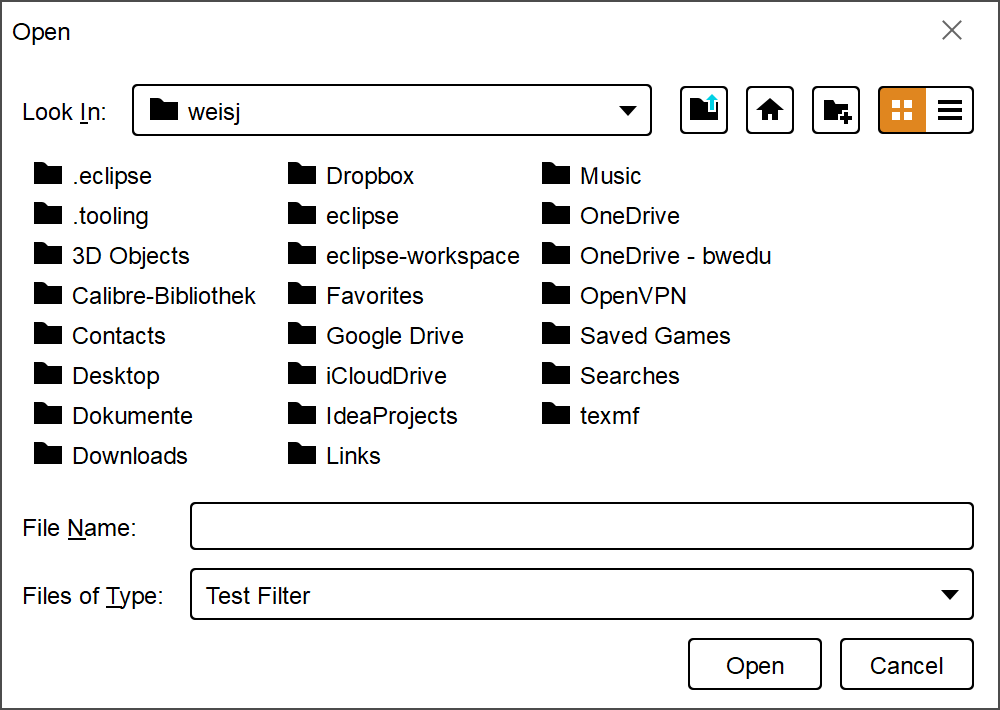 Open
Look In: weisj
.eclipse
.tooling
3D Objects
Calibre-Bibliothek
Contacts
Desktop
Dokumente
Downloads
Dropbox
eclipse
eclipse-workspace
Favorites
Google Drive
iCloudDrive
IdeaProjects
Links
Music
OneDrive
OneDrive - bwedu
OpenVPN
Saved Games
Searches
texmf
File Name:
Files of Type: Test Filter
Open Cancel